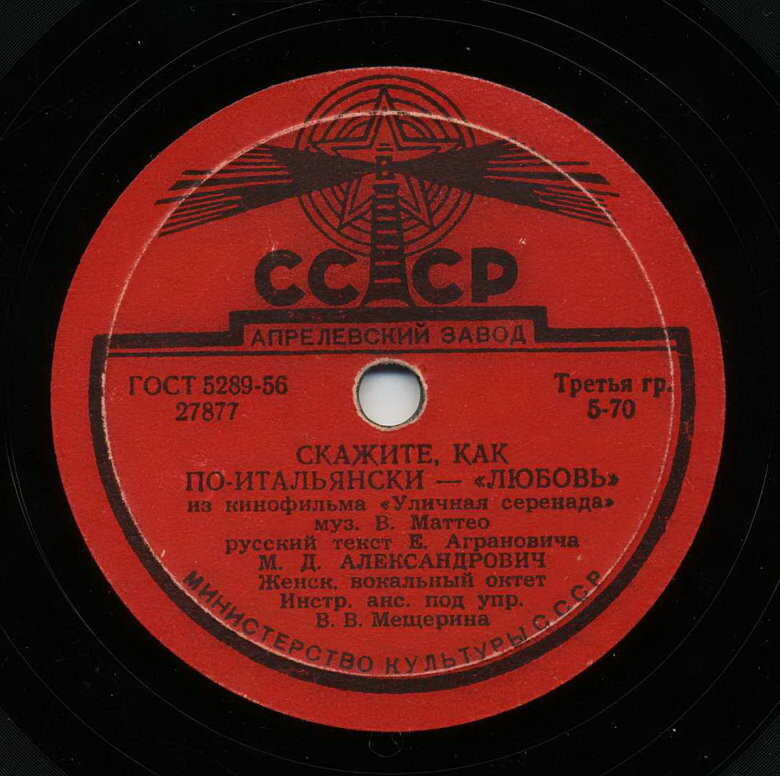 СССР
АПРЕЛЕВСКИЙ ЗАВОД
ГОСТ 5289-56
27877
Третья гр.
5-70
СКАЖИТЕ, КАК
ПО-ИТАЛЬЯНСКИ — «ЛЮБОВЬ»
из кинофильма «Уличная серенада»
муз. В. Маттео
русский текст Е. Аграновича
М. Д. АЛЕКСАНДРОВИЧ
Женск. вокальный октет
Инстр. анс. под упр.
В. В. Мещерина
МИНИСТЕРСТВО КУЛЬТУРЫ СССР